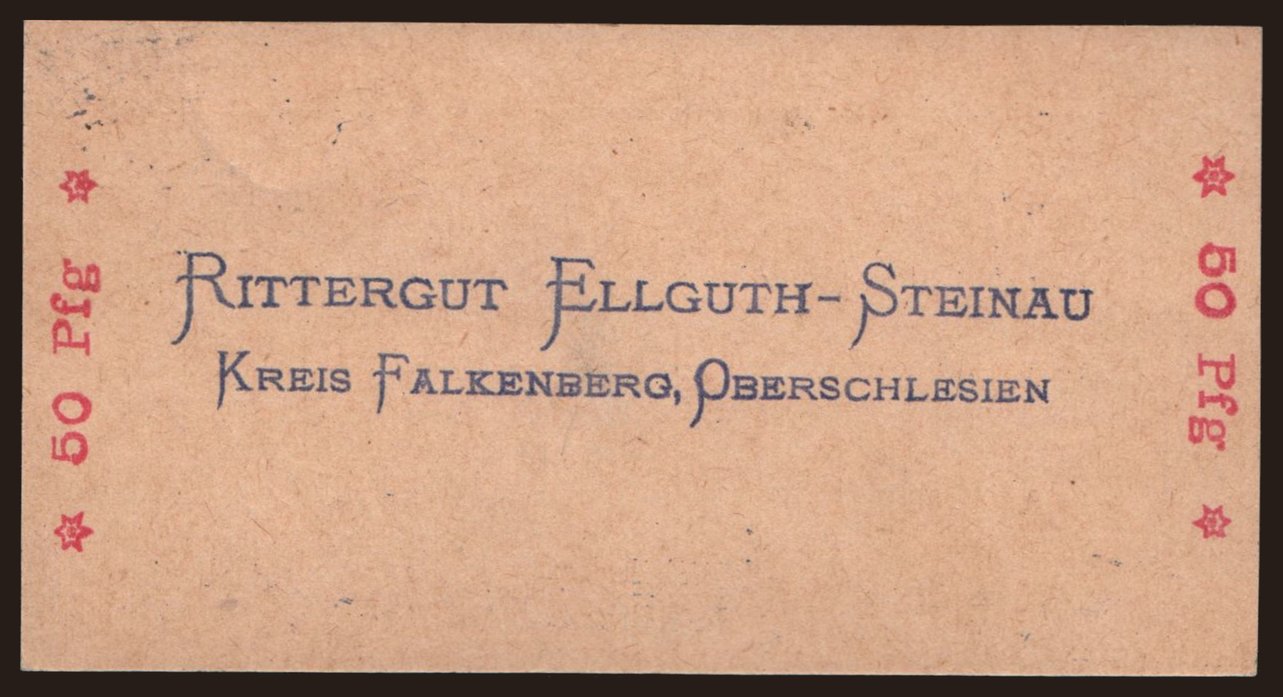 50 Pfg
RITTERGUT ELLGUTH-STEINAU
KREIS FALKENBERG, OBERSCHLESIEN
50 Pfg